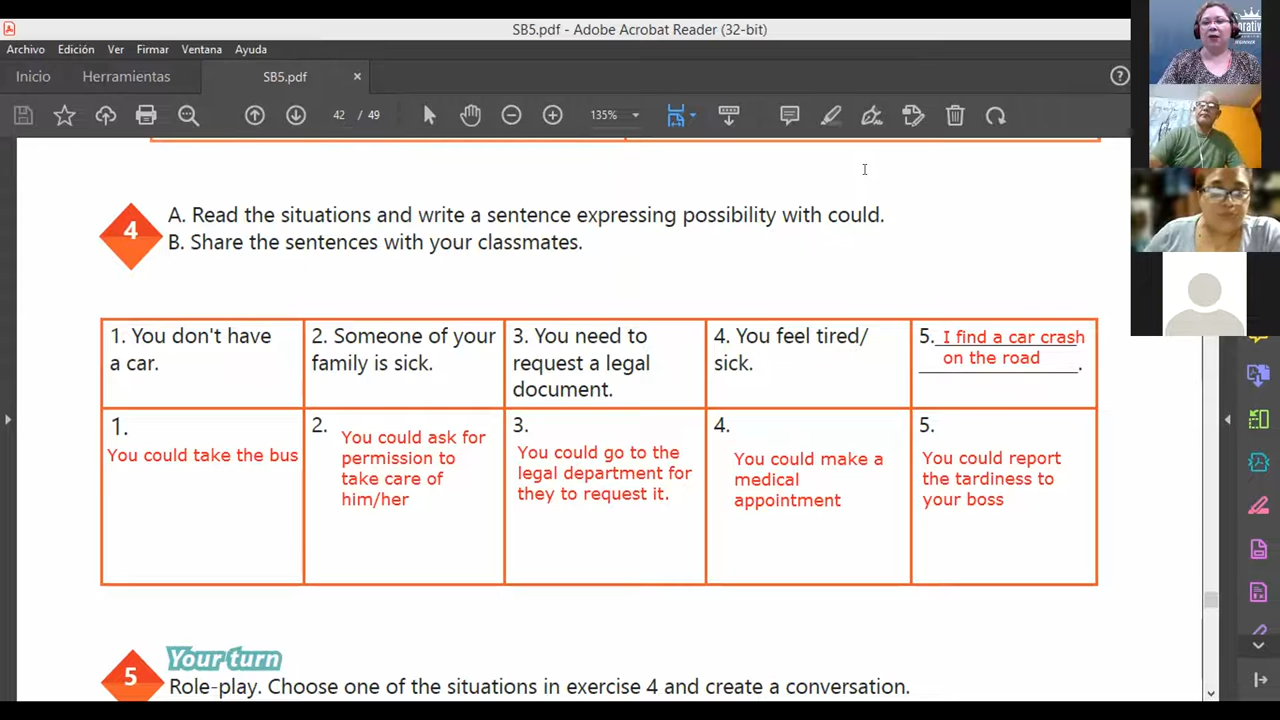 SB5.pdf - Adobe Acrobat Reader (32-bit)
Archivo Edición Ver Firmar Ventana Ayuda
Inicio Herramientas SB5.pdf ×
42 / 49 135%
4
A. Read the situations and write a sentence expressing possibility with could.
B. Share the sentences with your classmates.
1. You don't have
a car.
2. Someone of your
family is sick.
3. You need to
request a legal
document.
4. You feel tired/
sick.
5. I find a car crash
on the road
.
1.
You could take the bus
2.
You could ask for
permission to
take care of
him/her
3.
You could go to the
legal department for
they to request it.
4.
You could make a
medical
appointment
5.
You could report
the tardiness to
your boss
5
Your turn
Role-play. Choose one of the situations in exercise 4 and create a conversation.